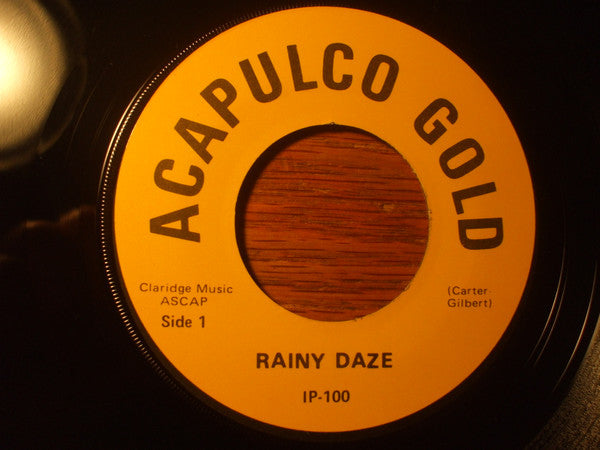 ACAPULCO GOLD
Claridge Music
ASCAP
Side 1
(Carter-
Gilbert)
RAINY DAZE
IP-100